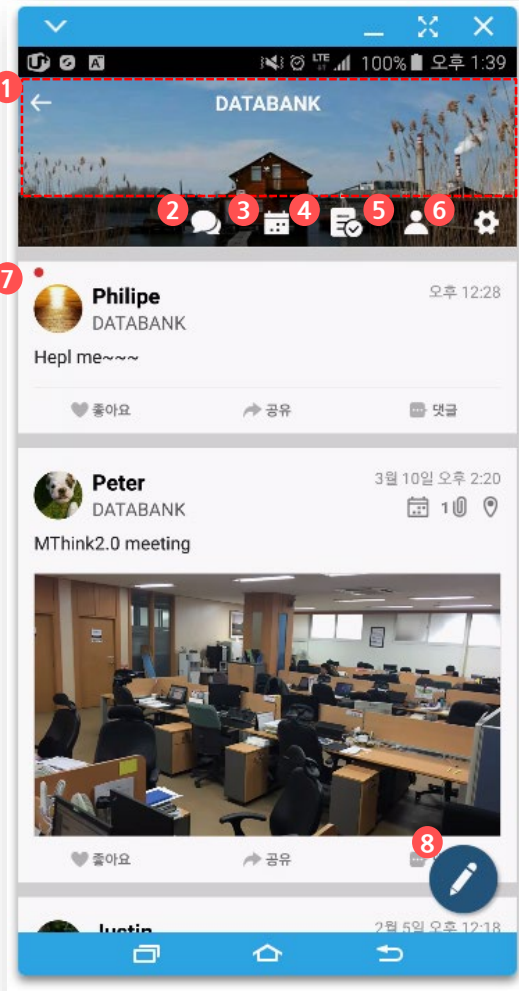 LTE 100% 오후 1:39
1
DATABANK
2 3 4 5 6
7
Philipe 오후 12:28
DATABANK
Hepl me~~~
좋아요 공유 댓글
Peter 3월 10일 오후 2:20
DATABANK 1
MThink2.0 meeting
좋아요 공유 8
Justin 2월 5일 오후 12:18